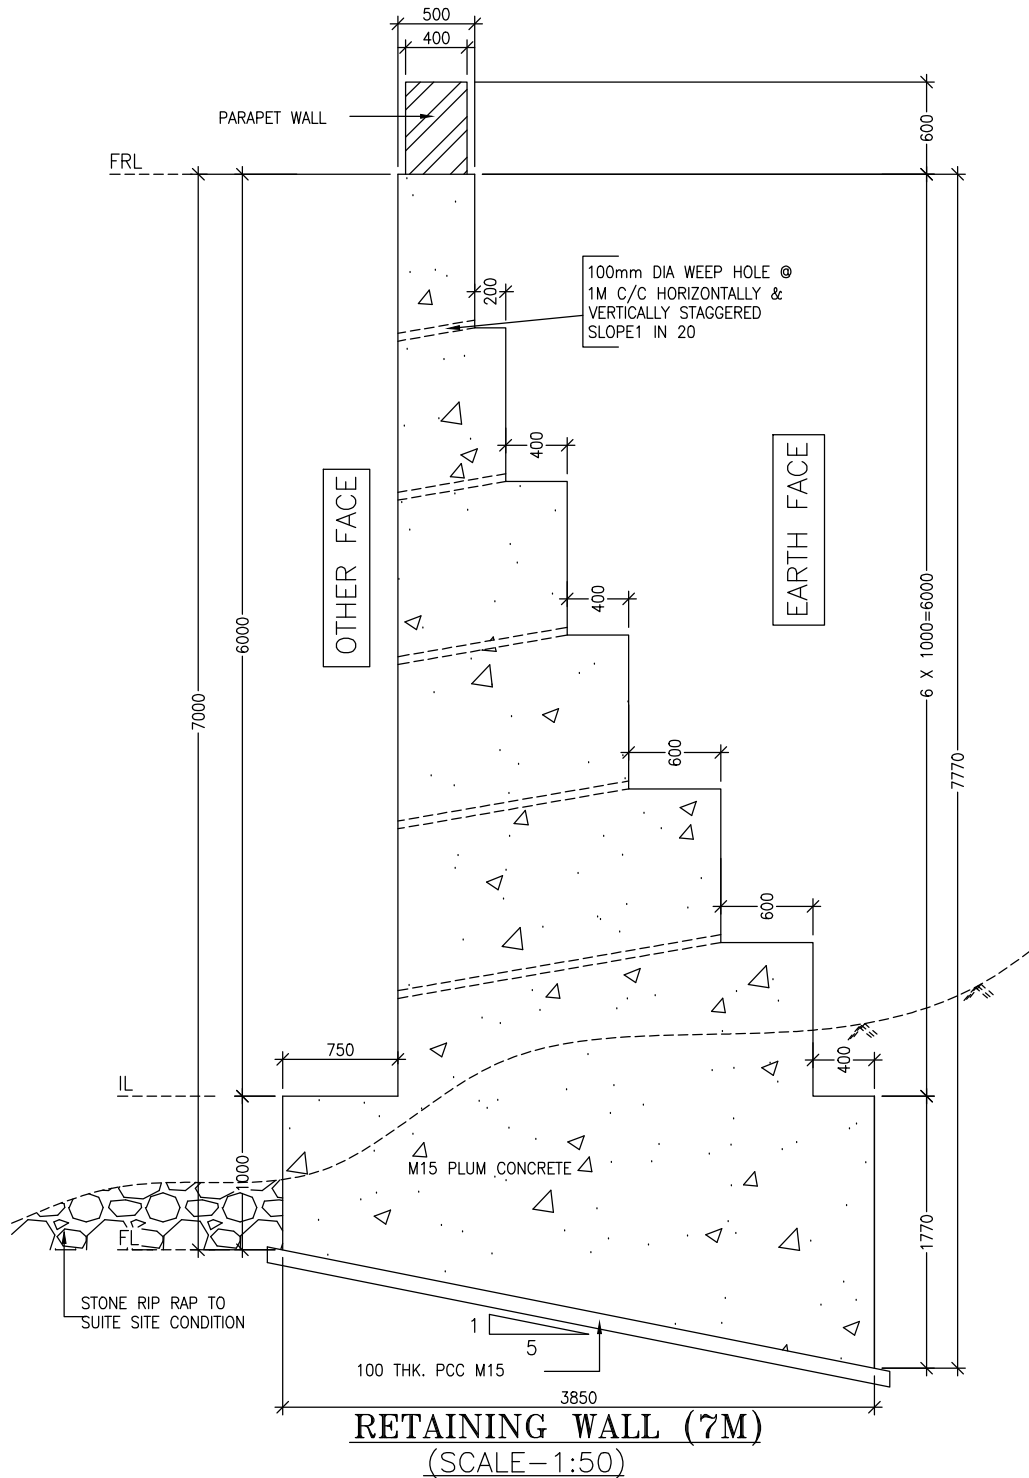 500
400
PARAPET WALL
600
FRL
100mm DIA WEEP HOLE @
1M C/C HORIZONTALLY &
VERTICALLY STAGGERED
SLOPE1 IN 20
200
400
OTHER FACE
EARTH FACE
400
6000
6 X 1000=6000
7000
600
7770
600
750
400
IL
M15 PLUM CONCRETE
1000
FL
1770
STONE RIP RAP TO
SUITE SITE CONDITION
1
5
100 THK. PCC M15
3850
RETAINING WALL (7M)
(SCALE-1:50)